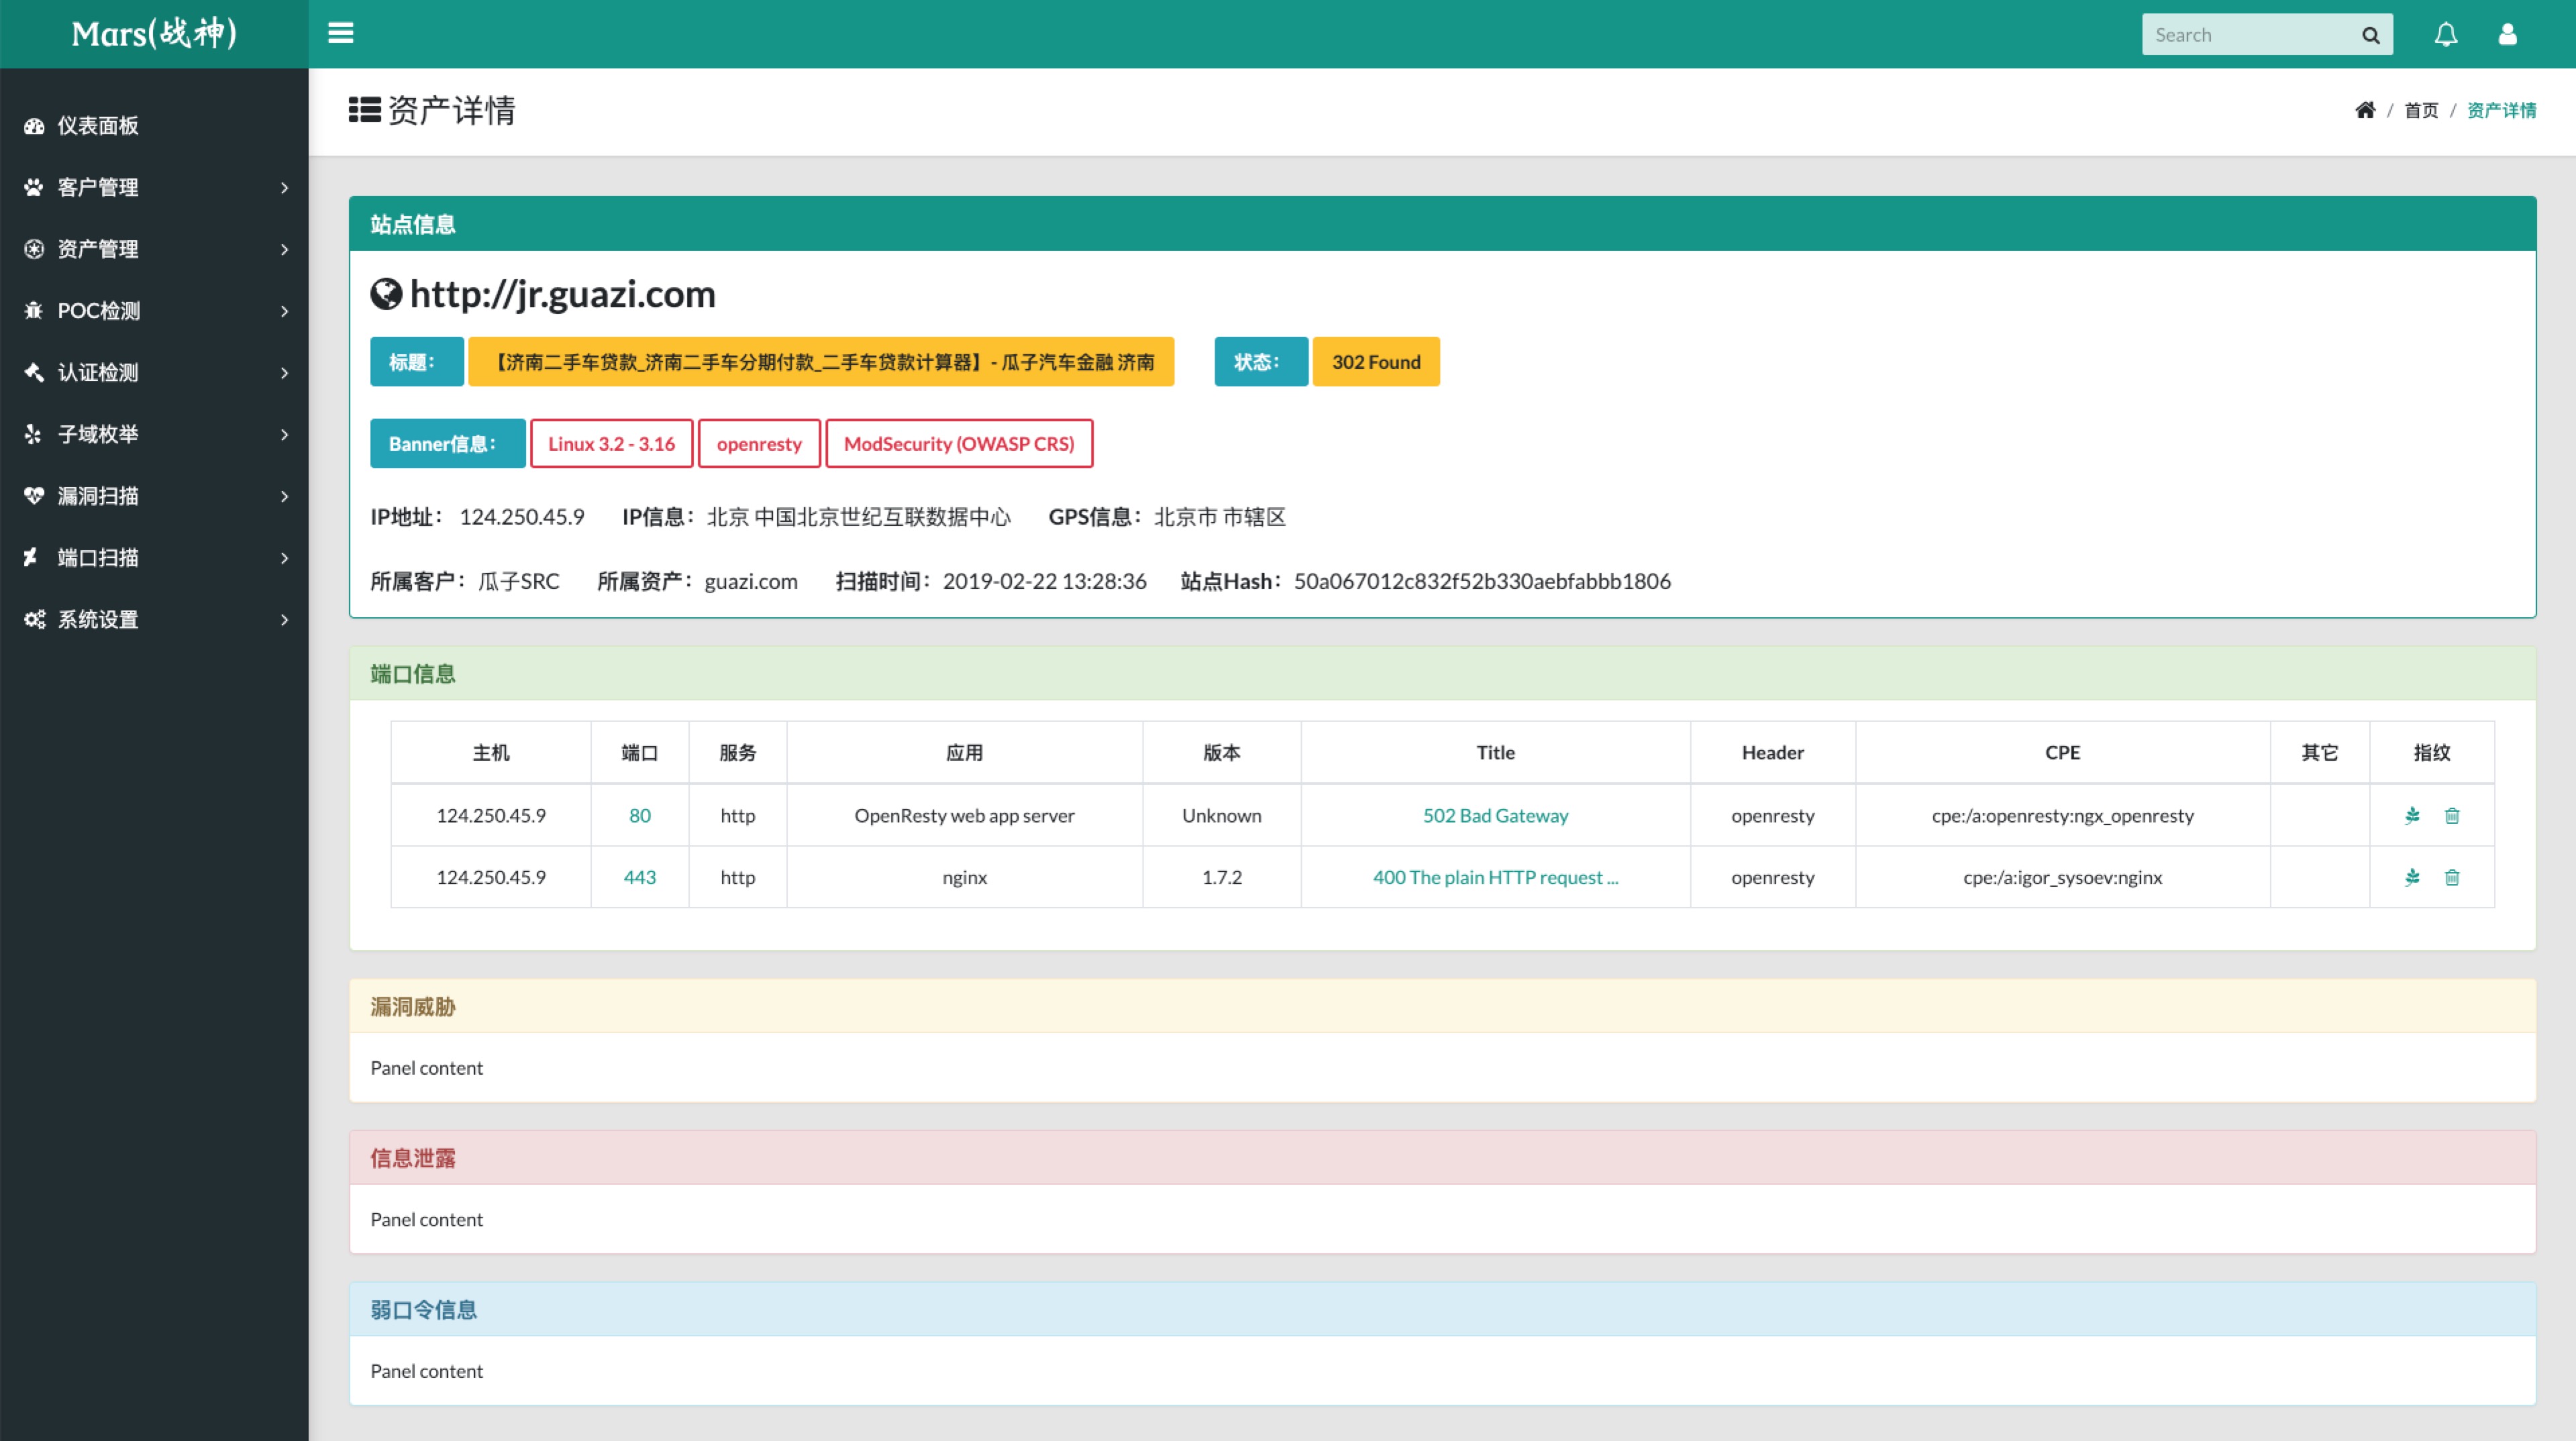 Mars(战神)
Search
仪表面板
客户管理
资产管理
POC检测
认证检测
子域枚举
漏洞扫描
端口扫描
系统设置
资产详情
/ 首页 / 资产详情
站点信息
http://jr.guazi.com
标题： 【济南二手车贷款_济南二手车分期付款_二手车贷款计算器】- 瓜子汽车金融 济南 状态： 302 Found
Banner信息： Linux 3.2 - 3.16 openresty ModSecurity (OWASP CRS)
IP地址： 124.250.45.9 IP信息： 北京 中国北京世纪互联数据中心 GPS信息： 北京市 市辖区
所属客户： 瓜子SRC 所属资产： guazi.com 扫描时间： 2019-02-22 13:28:36 站点Hash： 50a067012c832f52b330aebfabbb1806
端口信息
主机 端口 服务 应用 版本 Title Header CPE 其它 指纹
124.250.45.9 80 http OpenResty web app server Unknown 502 Bad Gateway openresty cpe:/a:openresty:ngx_openresty
124.250.45.9 443 http nginx 1.7.2 400 The plain HTTP request ... openresty cpe:/a:igor_sysoev:nginx
漏洞威胁
Panel content
信息泄露
Panel content
弱口令信息
Panel content